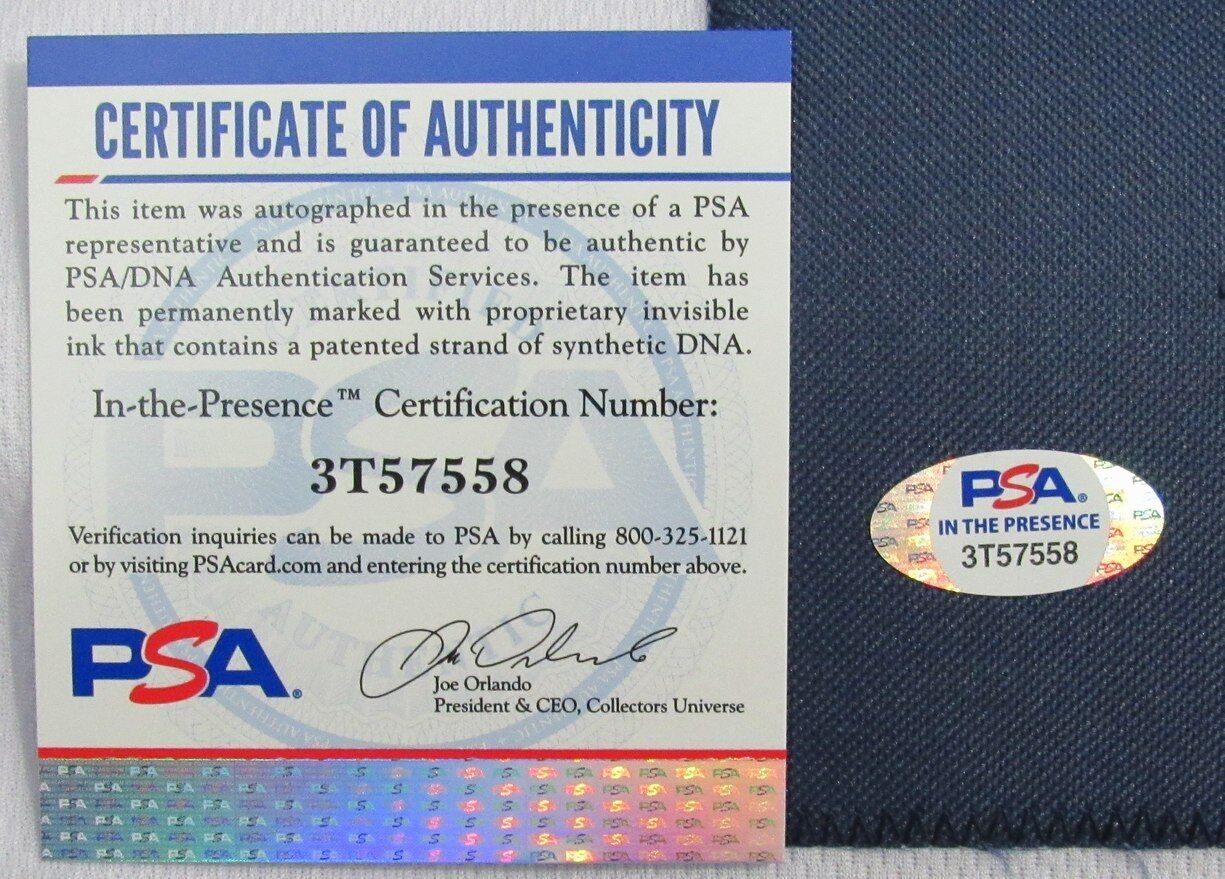 CERTIFICATE OF AUTHENTICITY
This item was autographed in the presence of a PSA
representative and is guaranteed to be authentic by
PSA/DNA Authentication Services. The item has
been permanently marked with proprietary invisible
ink that contains a patented strand of synthetic DNA.
In-the-Presence™ Certification Number:
3T57558
Verification inquiries can be made to PSA by calling 800-325-1121
or by visiting PSAcard.com and entering the certification number above.
PSA®
Joe Orlando
President & CEO, Collectors Universe
PSA®
IN THE PRESENCE
3T57558